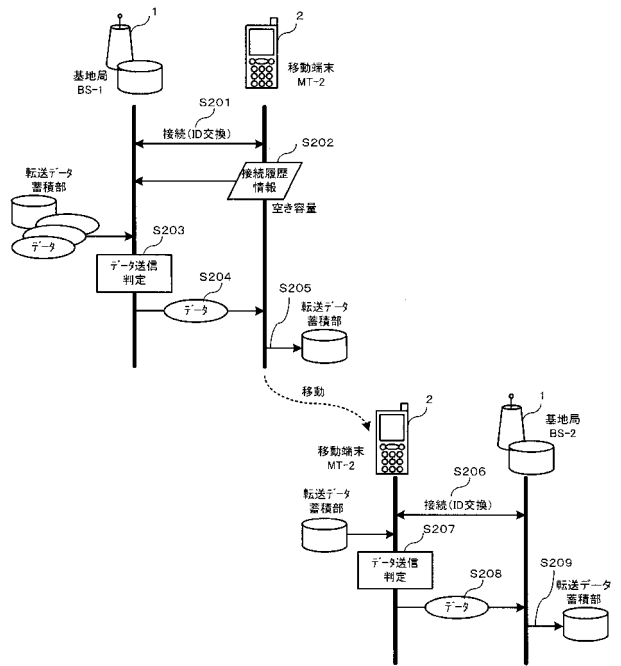 1
2
基地局
BS-1
移動端末
MT-2
S201
接続(ID交換)
S202
接続履歴
情報
空き容量
転送データ
蓄積部
データ
S203
データ送信
判定
S204
データ
S205
転送データ
蓄積部
移動
2
1
移動端末
MT-2
基地局
BS-2
S206
接続(ID交換)
転送データ
蓄積部
S207
データ送信
判定
S208
データ
S209
転送データ
蓄積部